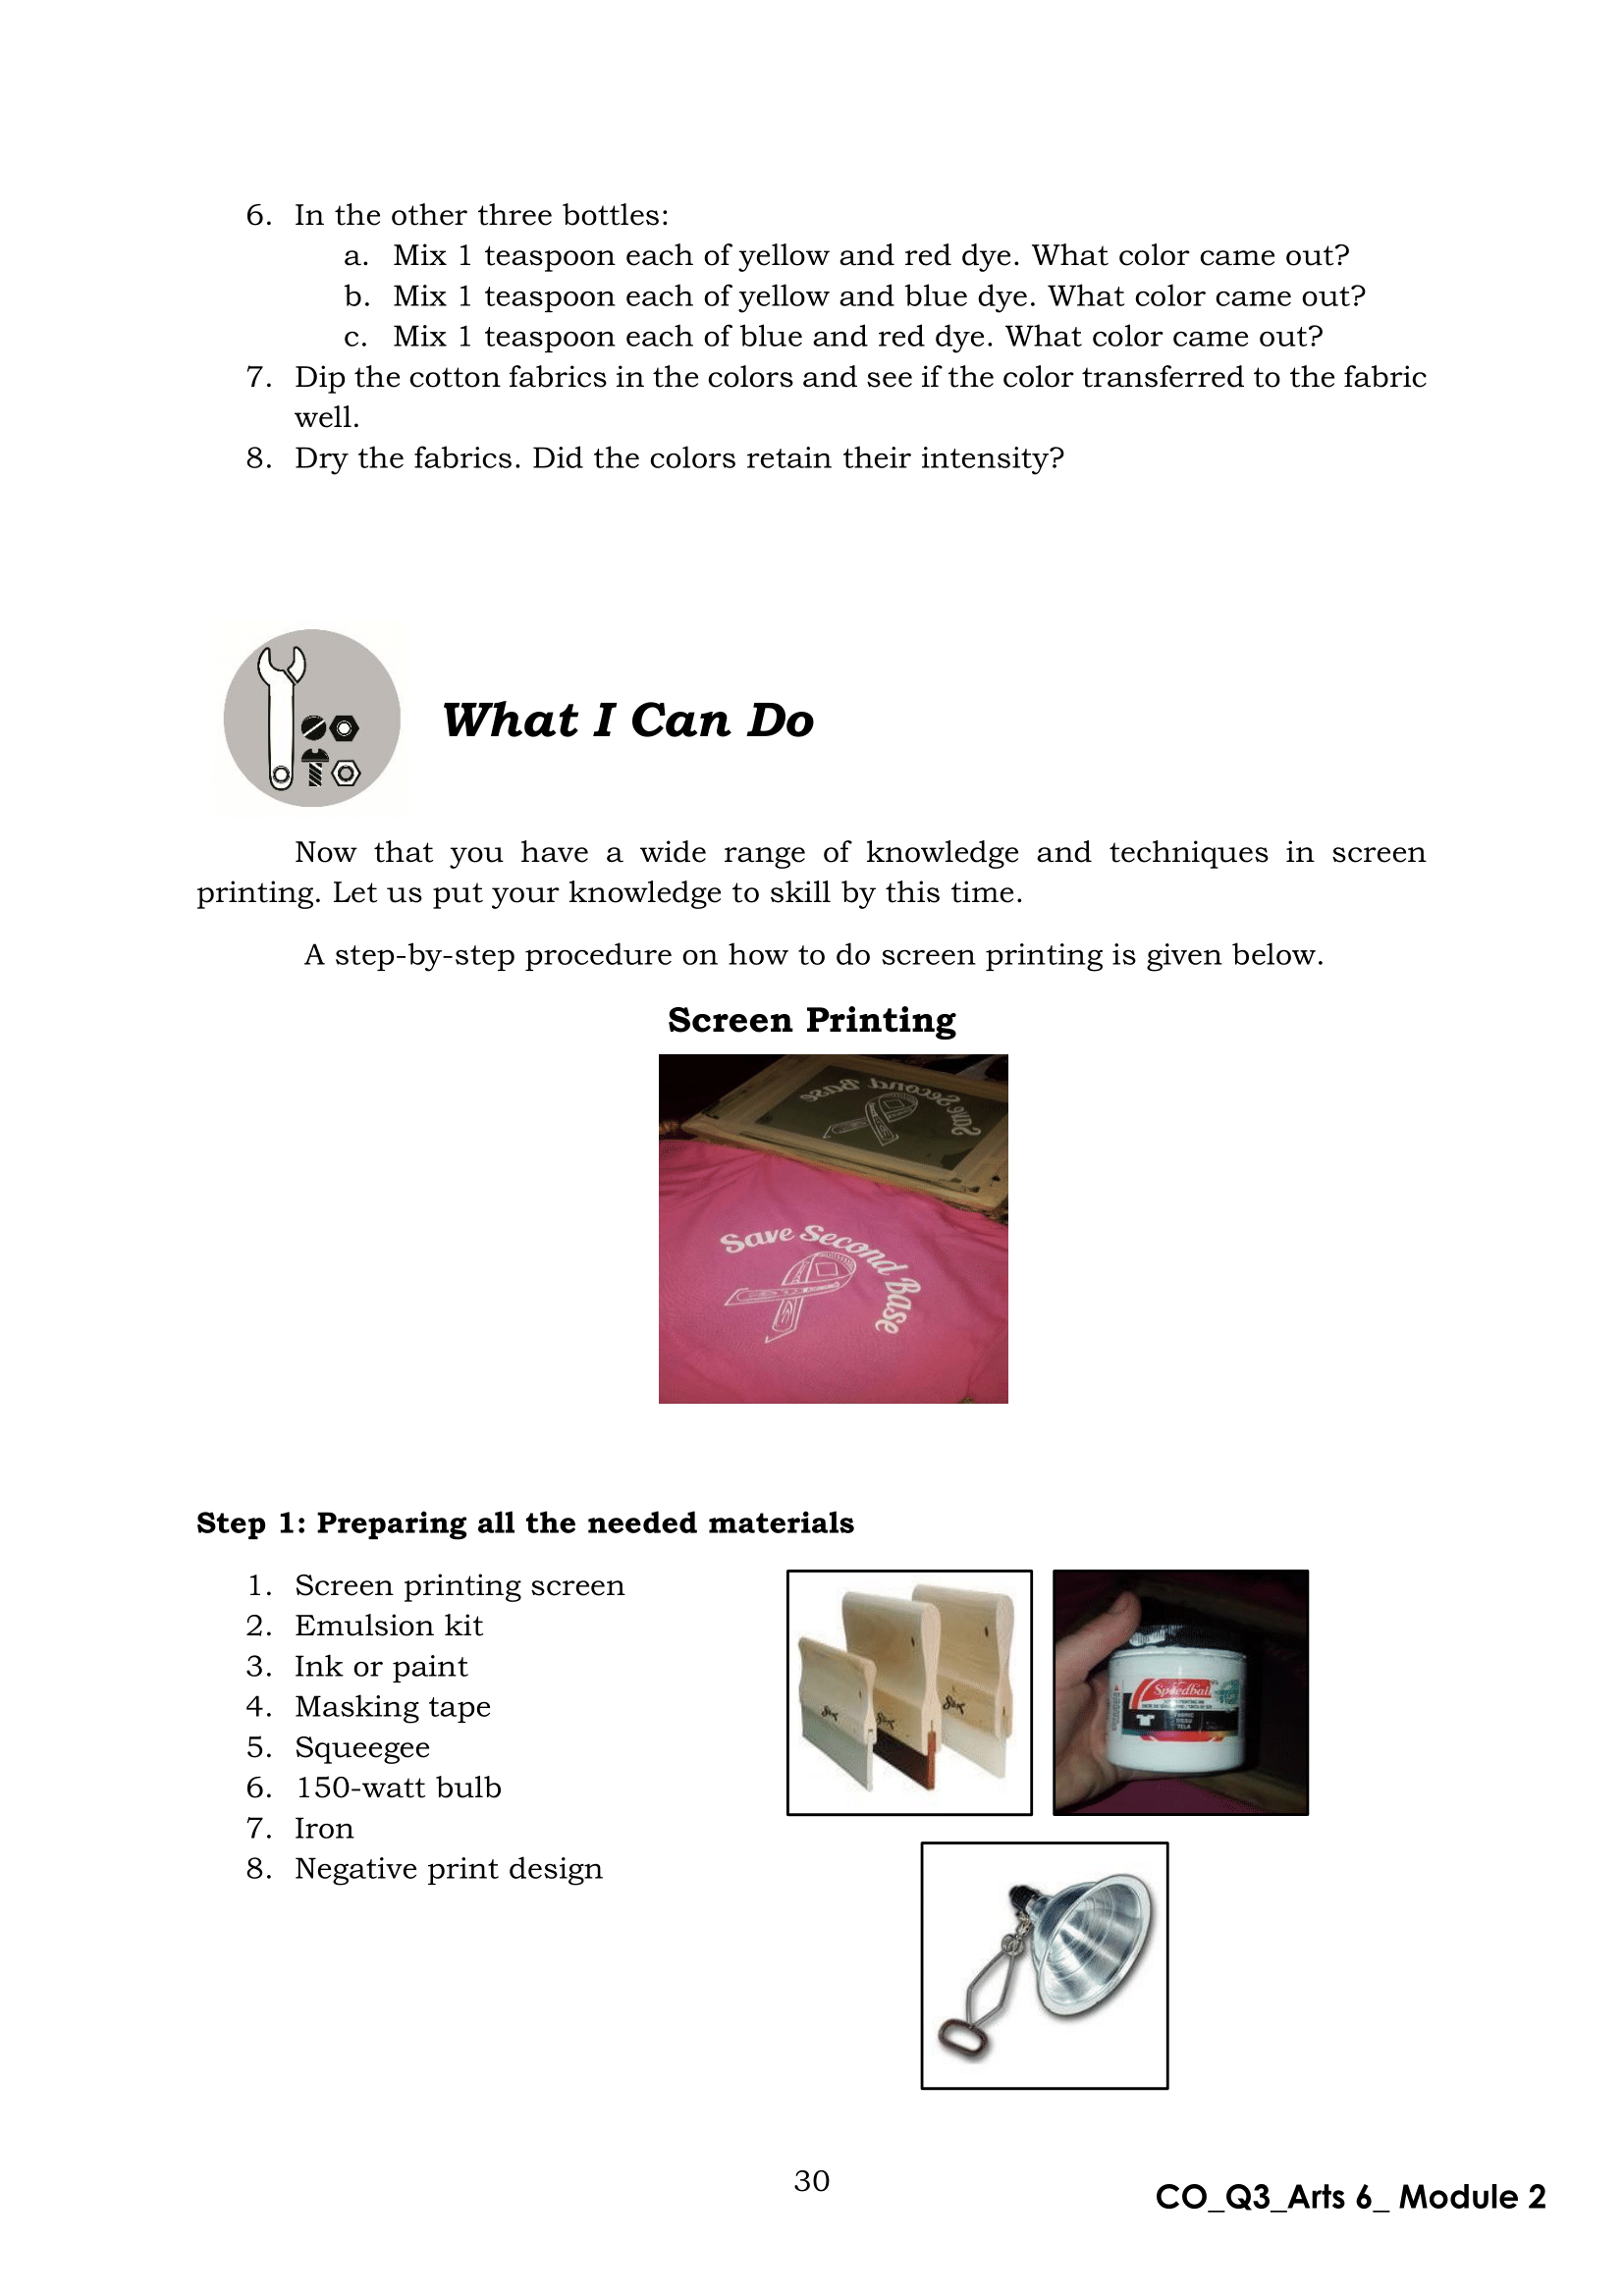 6. In the other three bottles:
a. Mix 1 teaspoon each of yellow and red dye. What color came out?
b. Mix 1 teaspoon each of yellow and blue dye. What color came out?
c. Mix 1 teaspoon each of blue and red dye. What color came out?
7. Dip the cotton fabrics in the colors and see if the color transferred to the fabric
well.
8. Dry the fabrics. Did the colors retain their intensity?
What I Can Do
Now that you have a wide range of knowledge and techniques in screen
printing. Let us put your knowledge to skill by this time.
A step-by-step procedure on how to do screen printing is given below.
Screen Printing
Save Second Base
Save Second Base
Step 1: Preparing all the needed materials
1. Screen printing screen
2. Emulsion kit
3. Ink or paint
4. Masking tape
5. Squeegee
6. 150-watt bulb
7. Iron
8. Negative print design
Speedball
FABRIC
TISSU
TELA
30
CO_Q3_Arts 6_ Module 2